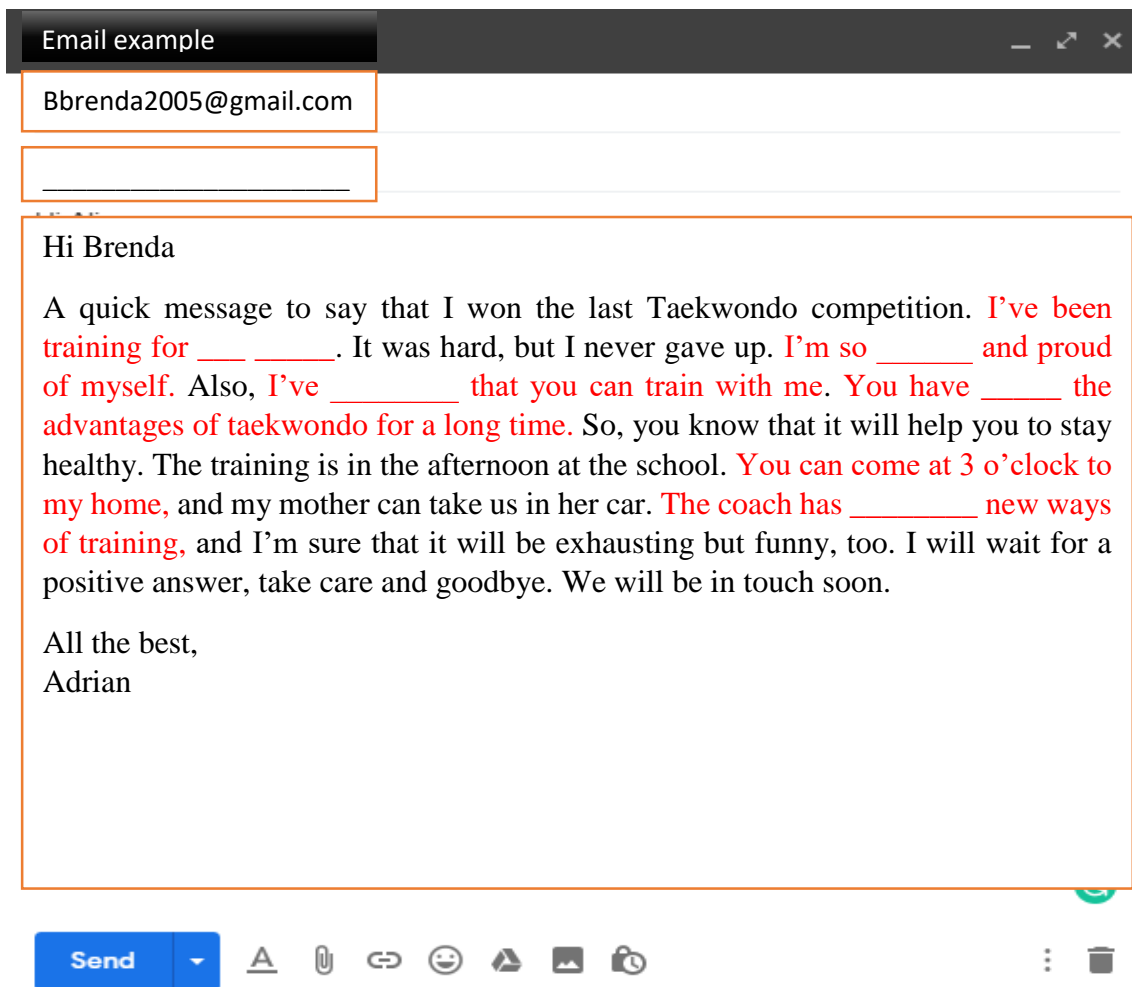 Email example
Bbrenda2005@gmail.com
______________________
Hi Brenda
A quick message to say that I won the last Taekwondo competition. I’ve been
training for ___ _____. It was hard, but I never gave up. I’m so ______ and proud
of myself. Also, I’ve ________ that you can train with me. You have _____ the
advantages of taekwondo for a long time. So, you know that it will help you to stay
healthy. The training is in the afternoon at the school. You can come at 3 o’clock to
my home, and my mother can take us in her car. The coach has ________ new ways
of training, and I’m sure that it will be exhausting but funny, too. I will wait for a
positive answer, take care and goodbye. We will be in touch soon.
All the best,
Adrian
Send